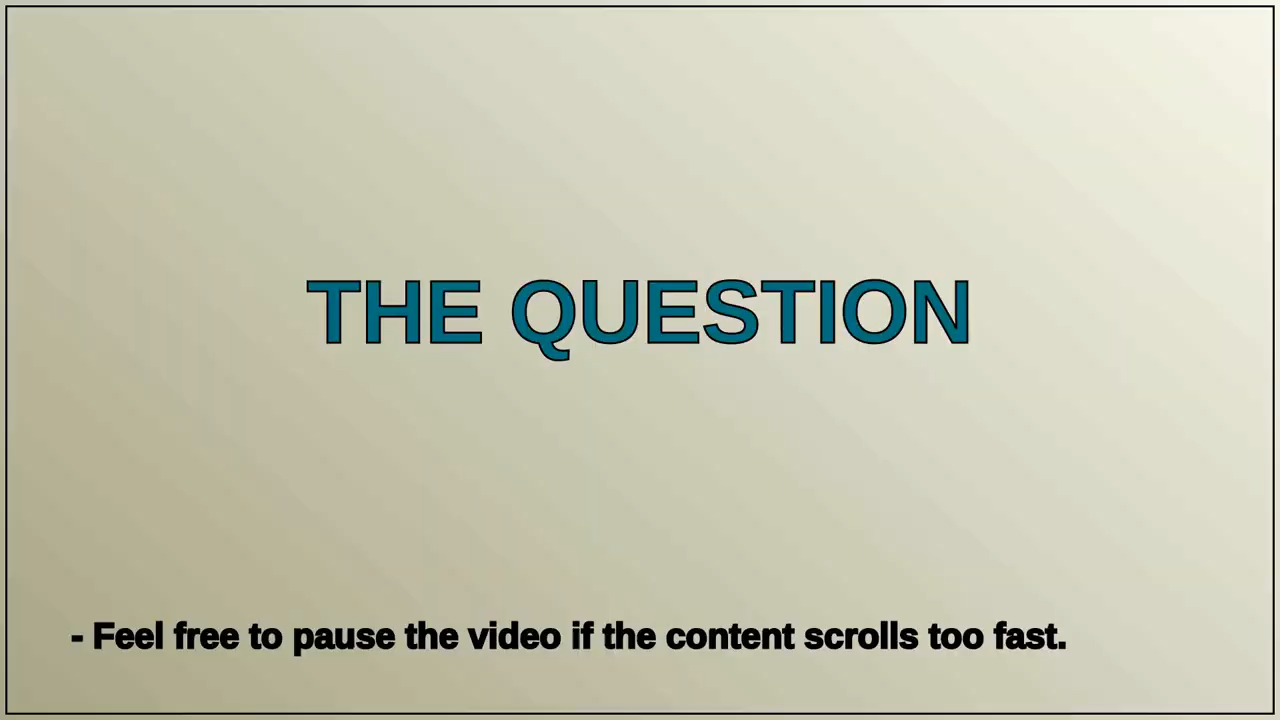 THE QUESTION
- Feel free to pause the video if the content scrolls too fast.